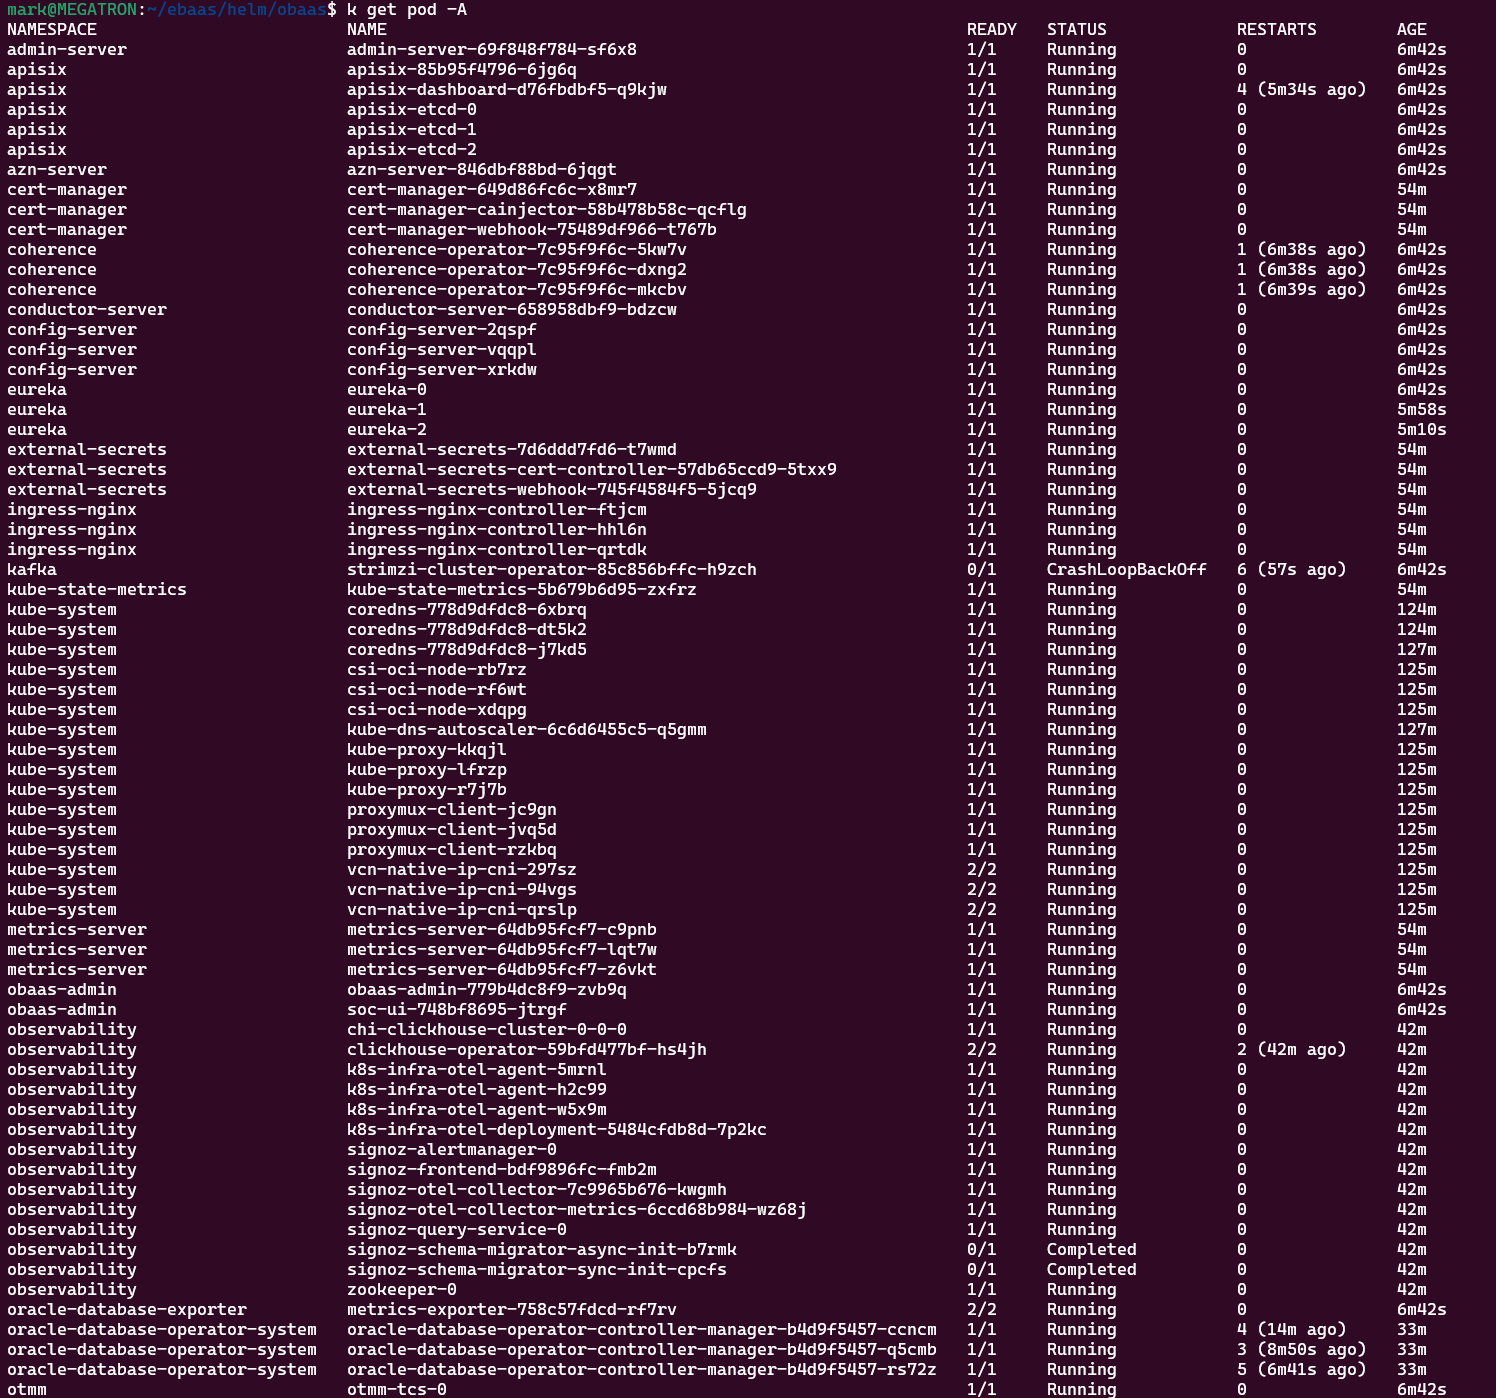 mark@MEGATRON:~/ebaas/helm/obaas$ k get pod -A
NAMESPACE NAME READY STATUS RESTARTS AGE
admin-server admin-server-69f848f784-sf6x8 1/1 Running 0 6m42s
apisix apisix-85b95f4796-6jg6q 1/1 Running 0 6m42s
apisix apisix-dashboard-d76fbdbf5-q9kjw 1/1 Running 4 (5m34s ago) 6m42s
apisix apisix-etcd-0 1/1 Running 0 6m42s
apisix apisix-etcd-1 1/1 Running 0 6m42s
apisix apisix-etcd-2 1/1 Running 0 6m42s
azn-server azn-server-846dbf88bd-6jqgt 1/1 Running 0 6m42s
cert-manager cert-manager-649d86fc6c-x8mr7 1/1 Running 0 54m
cert-manager cert-manager-cainjector-58b478b58c-qcflg 1/1 Running 0 54m
cert-manager cert-manager-webhook-75489df966-t767b 1/1 Running 0 54m
coherence coherence-operator-7c95f9f6c-5kw7v 1/1 Running 1 (6m38s ago) 6m42s
coherence coherence-operator-7c95f9f6c-dxng2 1/1 Running 1 (6m38s ago) 6m42s
coherence coherence-operator-7c95f9f6c-mkcbv 1/1 Running 1 (6m39s ago) 6m42s
conductor-server conductor-server-658958dbf9-bdzcw 1/1 Running 0 6m42s
config-server config-server-2qspf 1/1 Running 0 6m42s
config-server config-server-vqqpl 1/1 Running 0 6m42s
config-server config-server-xrkdw 1/1 Running 0 6m42s
eureka eureka-0 1/1 Running 0 6m42s
eureka eureka-1 1/1 Running 0 5m58s
eureka eureka-2 1/1 Running 0 5m10s
external-secrets external-secrets-7d6ddd7fd6-t7wmd 1/1 Running 0 54m
external-secrets external-secrets-cert-controller-57db65ccd9-5txx9 1/1 Running 0 54m
external-secrets external-secrets-webhook-745f4584f5-5jcq9 1/1 Running 0 54m
ingress-nginx ingress-nginx-controller-ftjcm 1/1 Running 0 54m
ingress-nginx ingress-nginx-controller-hhl6n 1/1 Running 0 54m
ingress-nginx ingress-nginx-controller-qrtdk 1/1 Running 0 54m
kafka strimzi-cluster-operator-85c856bffc-h9zch 0/1 CrashLoopBackOff 6 (57s ago) 6m42s
kube-state-metrics kube-state-metrics-5b679b6d95-zxfrz 1/1 Running 0 54m
kube-system coredns-778d9dfdc8-6xbrq 1/1 Running 0 124m
kube-system coredns-778d9dfdc8-dt5k2 1/1 Running 0 124m
kube-system coredns-778d9dfdc8-j7kd5 1/1 Running 0 127m
kube-system csi-oci-node-rb7rz 1/1 Running 0 125m
kube-system csi-oci-node-rf6wt 1/1 Running 0 125m
kube-system csi-oci-node-xdqpg 1/1 Running 0 125m
kube-system kube-dns-autoscaler-6c6d6455c5-q5gmm 1/1 Running 0 127m
kube-system kube-proxy-kkqjl 1/1 Running 0 125m
kube-system kube-proxy-lfrzp 1/1 Running 0 125m
kube-system kube-proxy-r7j7b 1/1 Running 0 125m
kube-system proxymux-client-jc9gn 1/1 Running 0 125m
kube-system proxymux-client-jvq5d 1/1 Running 0 125m
kube-system proxymux-client-rzkbq 1/1 Running 0 125m
kube-system vcn-native-ip-cni-297sz 2/2 Running 0 125m
kube-system vcn-native-ip-cni-94vgs 2/2 Running 0 125m
kube-system vcn-native-ip-cni-qrslp 2/2 Running 0 125m
metrics-server metrics-server-64db95fcf7-c9pnb 1/1 Running 0 54m
metrics-server metrics-server-64db95fcf7-lqt7w 1/1 Running 0 54m
metrics-server metrics-server-64db95fcf7-z6vkt 1/1 Running 0 54m
obaas-admin obaas-admin-779b4dc8f9-zvb9q 1/1 Running 0 6m42s
obaas-admin soc-ui-748bf8695-jtrgf 1/1 Running 0 6m42s
observability chi-clickhouse-cluster-0-0-0 1/1 Running 0 42m
observability clickhouse-operator-59bfd477bf-hs4jh 2/2 Running 2 (42m ago) 42m
observability k8s-infra-otel-agent-5mrnl 1/1 Running 0 42m
observability k8s-infra-otel-agent-h2c99 1/1 Running 0 42m
observability k8s-infra-otel-agent-w5x9m 1/1 Running 0 42m
observability k8s-infra-otel-deployment-5484cfdb8d-7p2kc 1/1 Running 0 42m
observability signoz-alertmanager-0 1/1 Running 0 42m
observability signoz-frontend-bdf9896fc-fmb2m 1/1 Running 0 42m
observability signoz-otel-collector-7c9965b676-kwgmh 1/1 Running 0 42m
observability signoz-otel-collector-metrics-6ccd68b984-wz68j 1/1 Running 0 42m
observability signoz-query-service-0 1/1 Running 0 42m
observability signoz-schema-migrator-async-init-b7rmk 0/1 Completed 0 42m
observability signoz-schema-migrator-sync-init-cpcfs 0/1 Completed 0 42m
observability zookeeper-0 1/1 Running 0 42m
oracle-database-exporter metrics-exporter-758c57fdcd-rf7rv 2/2 Running 0 6m42s
oracle-database-operator-system oracle-database-operator-controller-manager-b4d9f5457-ccncm 1/1 Running 4 (14m ago) 33m
oracle-database-operator-system oracle-database-operator-controller-manager-b4d9f5457-q5cmb 1/1 Running 3 (8m50s ago) 33m
oracle-database-operator-system oracle-database-operator-controller-manager-b4d9f5457-rs72z 1/1 Running 5 (6m41s ago) 33m
otmm otmm-tcs-0 1/1 Running 0 6m42s